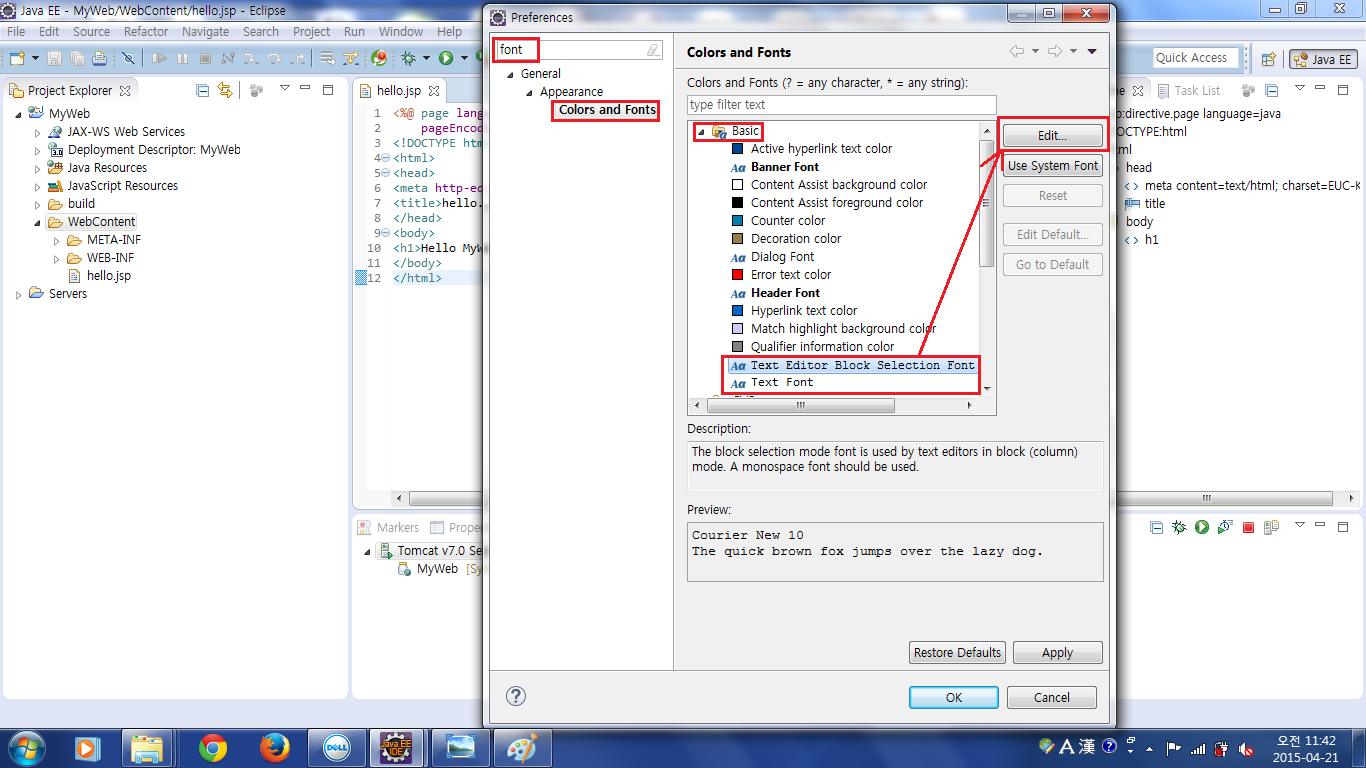 Java EE - MyWeb/WebContent/hello.jsp - Eclipse
File Edit Source Refactor Navigate Search Project Run Window Help
Quick Access
Java EE
Project Explorer
MyWeb
JAX-WS Web Services
Deployment Descriptor: MyWeb
Java Resources
JavaScript Resources
build
WebContent
META-INF
WEB-INF
hello.jsp
Servers
hello.jsp
1 <%@ page lang
2 pageEncod
3 <!DOCTYPE htm
4 <html>
5 <head>
6 <meta http-eq
7 <title>hello.
8 </head>
9 <body>
10 <h1>Hello MyW
11 </body>
12 </html>
Markers Prope
Tomcat v7.0 Se
MyWeb [Sy
Preferences
font
General
Appearance
Colors and Fonts
Colors and Fonts
Colors and Fonts (? = any character, * = any string):
type filter text
Basic
Active hyperlink text color
Banner Font
Content Assist background color
Content Assist foreground color
Counter color
Decoration color
Dialog Font
Error text color
Header Font
Hyperlink text color
Match highlight background color
Qualifier information color
Text Editor Block Selection Font
Text Font
Edit...
Use System Font
Reset
Edit Default...
Go to Default
Description:
The block selection mode font is used by text editors in block (column)
mode. A monospace font should be used.
Preview:
Courier New 10
The quick brown fox jumps over the lazy dog.
Restore Defaults Apply
OK Cancel
Task List
p:directive.page language=java
OCTYPE:html
ml
head
meta content=text/html; charset=EUC-K
title
body
h1
DELL
Java EE
IDE
A 漢
오전 11:42
2015-04-21